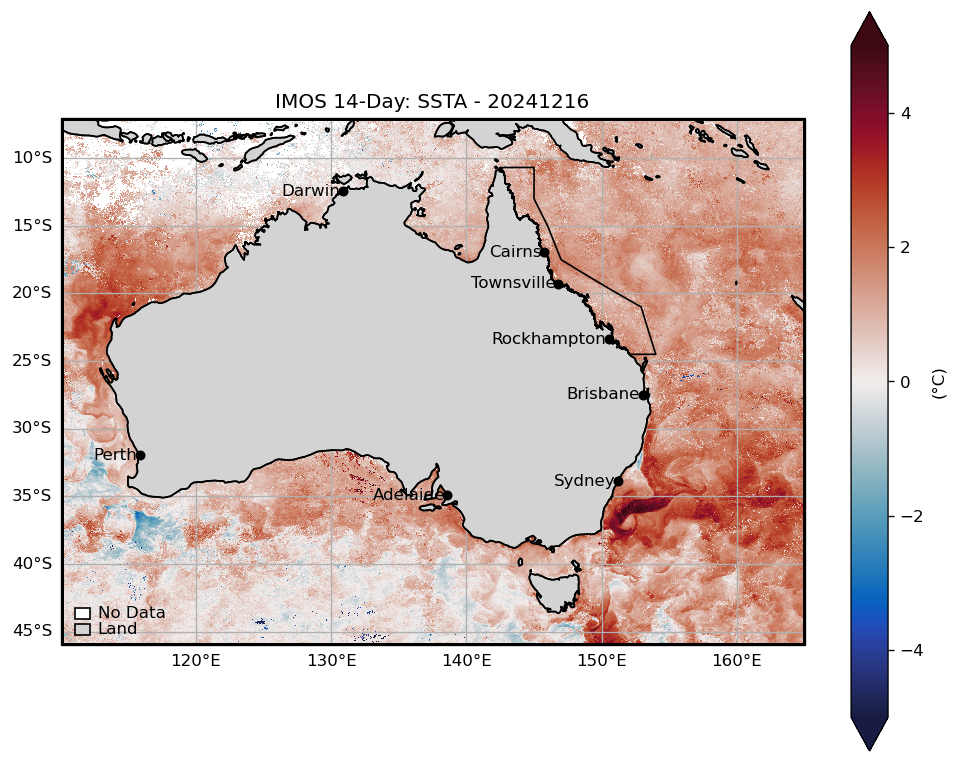 IMOS 14-Day: SSTA - 20241216
10°S
15°S
20°S
25°S
30°S
35°S
40°S
45°S
Darwin
Cairns
Townsville
Rockhampton
Brisbane
Perth
Sydney
Adelaide
No Data
Land
120°E
130°E
140°E
150°E
160°E
4
2
0
−2
−4
(°C)